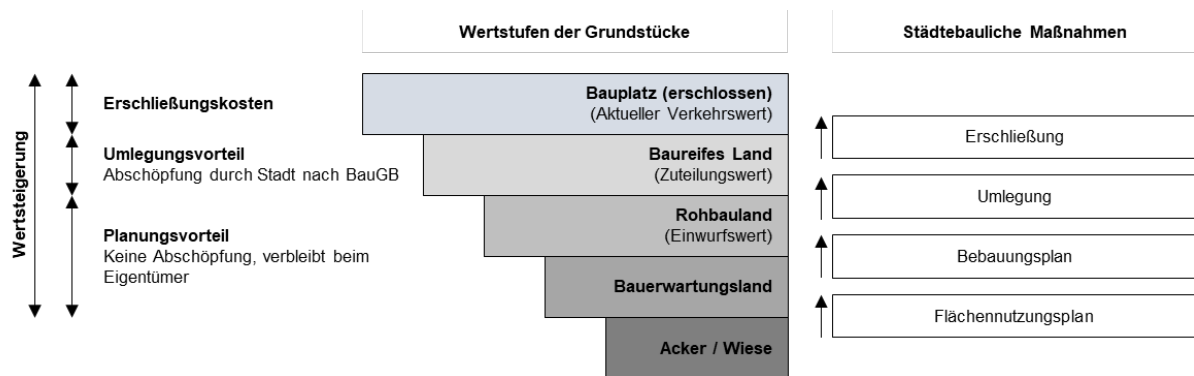 Wertstufen der Grundstücke
Städtebauliche Maßnahmen
Wertsteigerung
Erschließungskosten
Umlegungsvorteil
Abschöpfung durch Stadt nach BauGB
Planungsvorteil
Keine Abschöpfung, verbleibt beim
Eigentümer
Bauplatz (erschlossen)
(Aktueller Verkehrswert)
Baureifes Land
(Zuteilungswert)
Rohbauland
(Einwurfswert)
Bauerwartungsland
Acker / Wiese
Erschließung
Umlegung
Bebauungsplan
Flächennutzungsplan